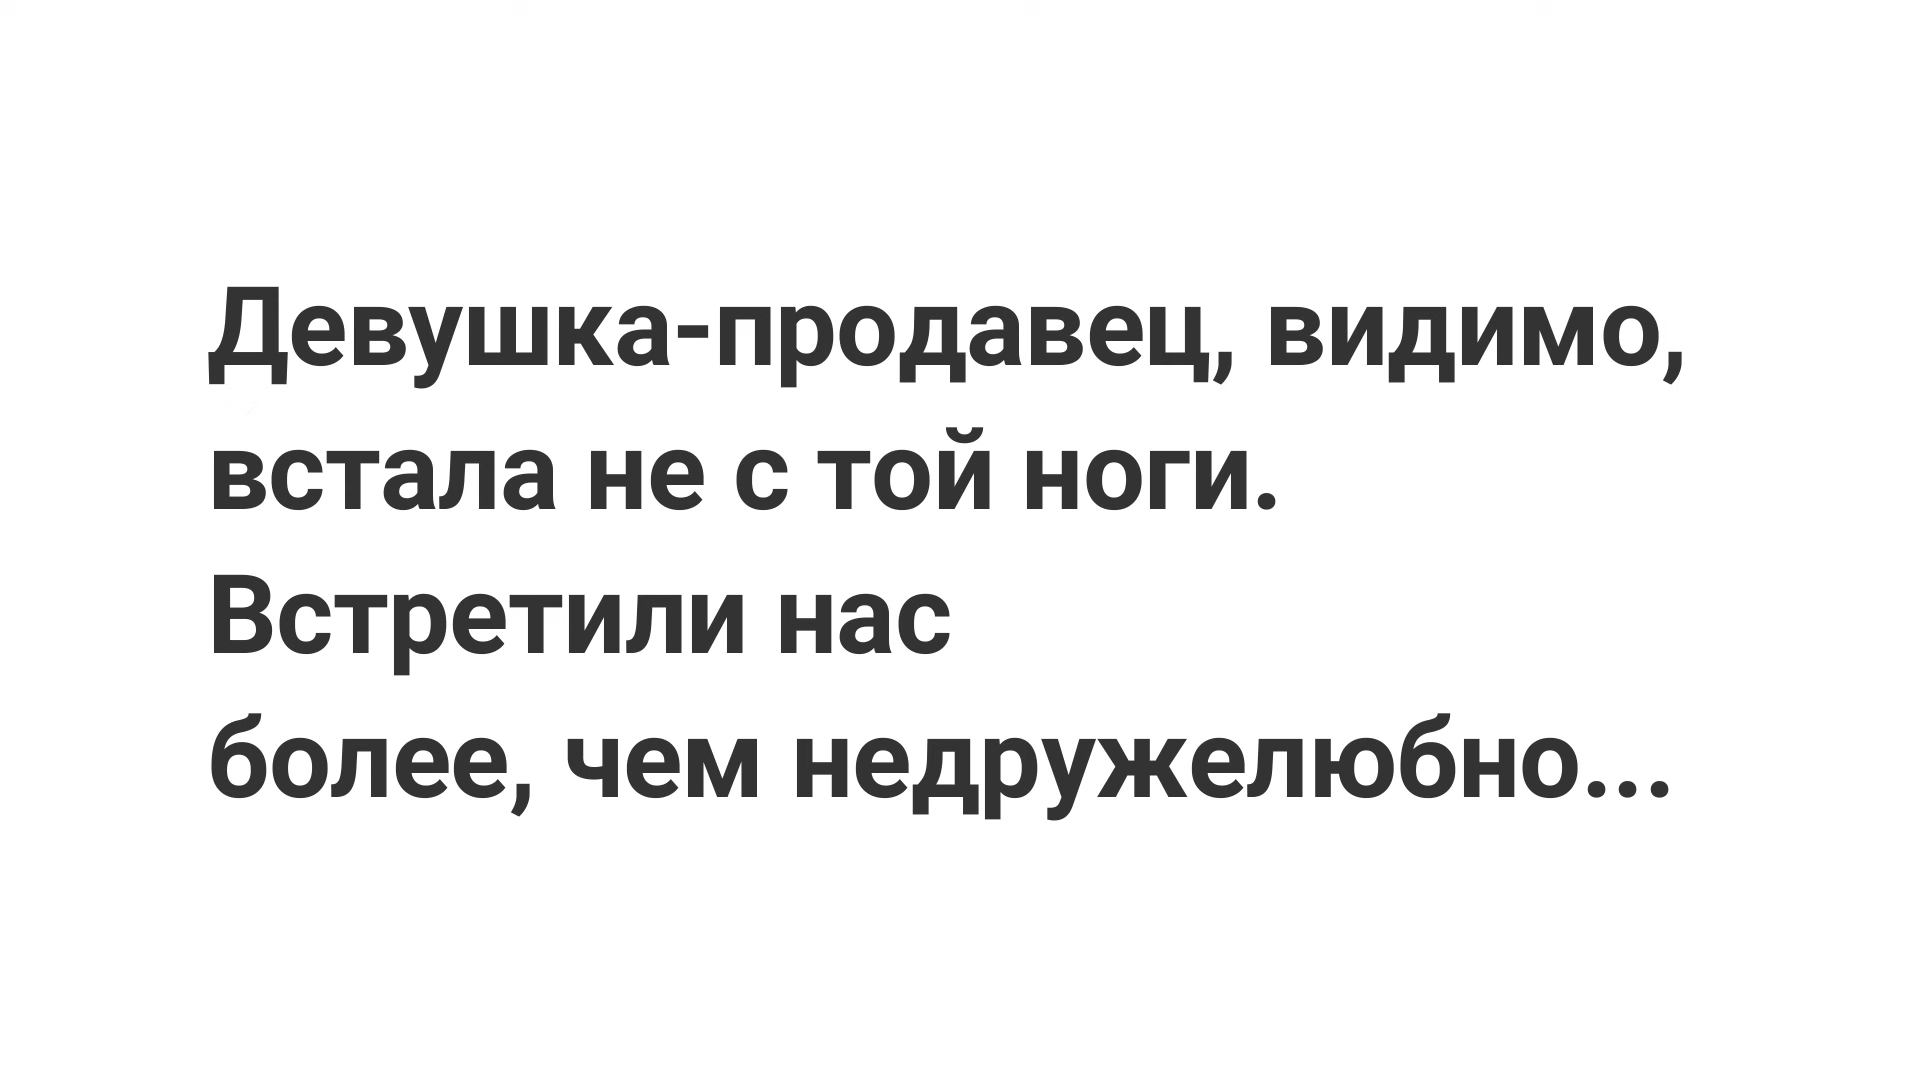 Девушка-продавец, видимо,
встала не с той ноги.
Встретили нас
более, чем недружелюбно...